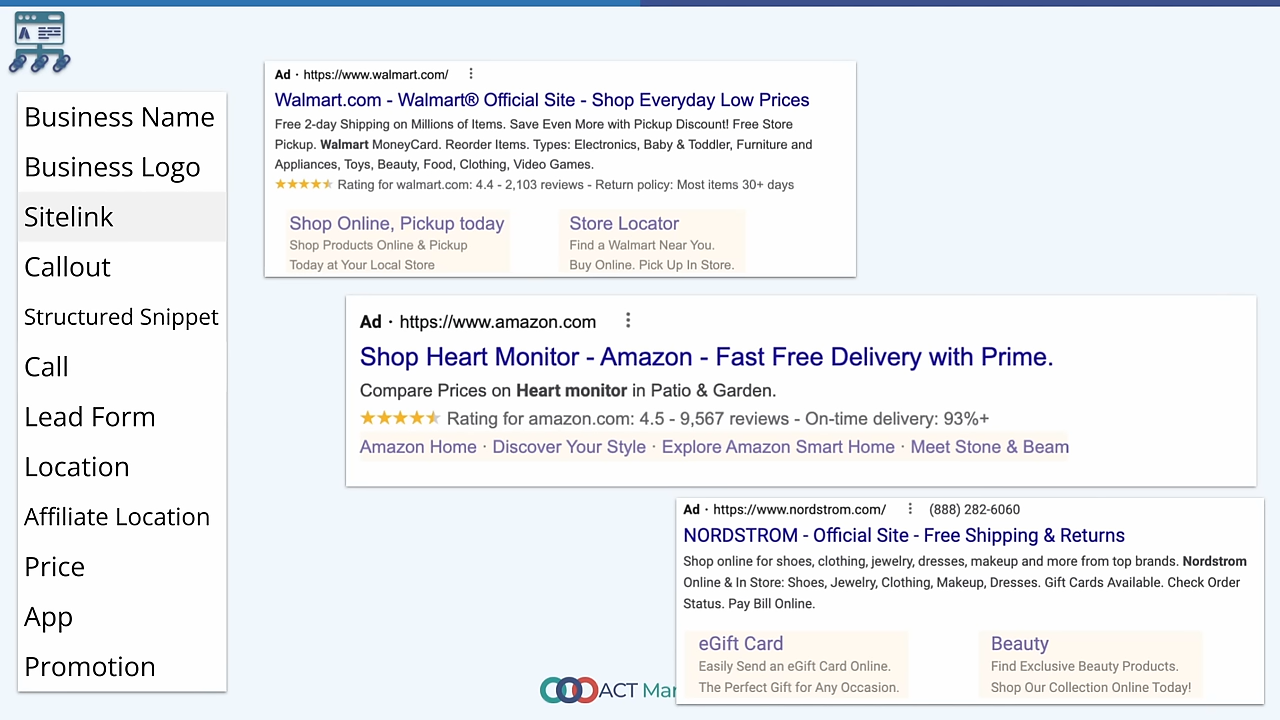 Business Name
Business Logo
Sitelink
Callout
Structured Snippet
Call
Lead Form
Location
Affiliate Location
Price
App
Promotion
Ad · https://www.walmart.com/
Walmart.com - Walmart® Official Site - Shop Everyday Low Prices
Free 2-day Shipping on Millions of Items. Save Even More with Pickup Discount! Free Store
Pickup. Walmart MoneyCard. Reorder Items. Types: Electronics, Baby & Toddler, Furniture and
Appliances, Toys, Beauty, Food, Clothing, Video Games.
Rating for walmart.com: 4.4 - 2,103 reviews - Return policy: Most items 30+ days
Shop Online, Pickup today
Shop Products Online & Pickup
Today at Your Local Store
Store Locator
Find a Walmart Near You.
Buy Online. Pick Up In Store.
Ad · https://www.amazon.com
Shop Heart Monitor - Amazon - Fast Free Delivery with Prime.
Compare Prices on Heart monitor in Patio & Garden.
Rating for amazon.com: 4.5 - 9,567 reviews - On-time delivery: 93%+
Amazon Home · Discover Your Style · Explore Amazon Smart Home · Meet Stone & Beam
Ad · https://www.nordstrom.com/ (888) 282-6060
NORDSTROM - Official Site - Free Shipping & Returns
Shop online for shoes, clothing, jewelry, dresses, makeup and more from top brands. Nordstrom
Online & In Store: Shoes, Jewelry, Clothing, Makeup, Dresses. Gift Cards Available. Check Order
Status. Pay Bill Online.
eGift Card
Easily Send an eGift Card Online.
The Perfect Gift for Any Occasion.
Beauty
Find Exclusive Beauty Products.
Shop Our Collection Online Today!
ACT Mar